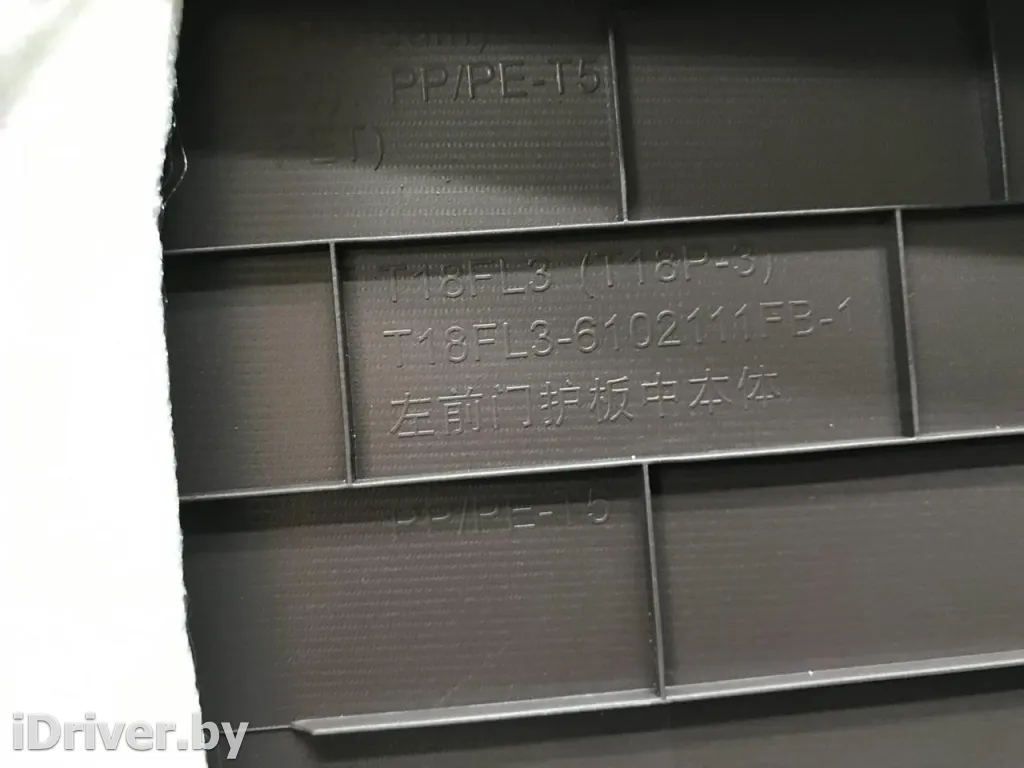 PP/PE-T5
T18FL3 (T18P-3)
T18FL3-6102111FB-1
左前门护板中本体
PP/PE-T5
iDriver.by